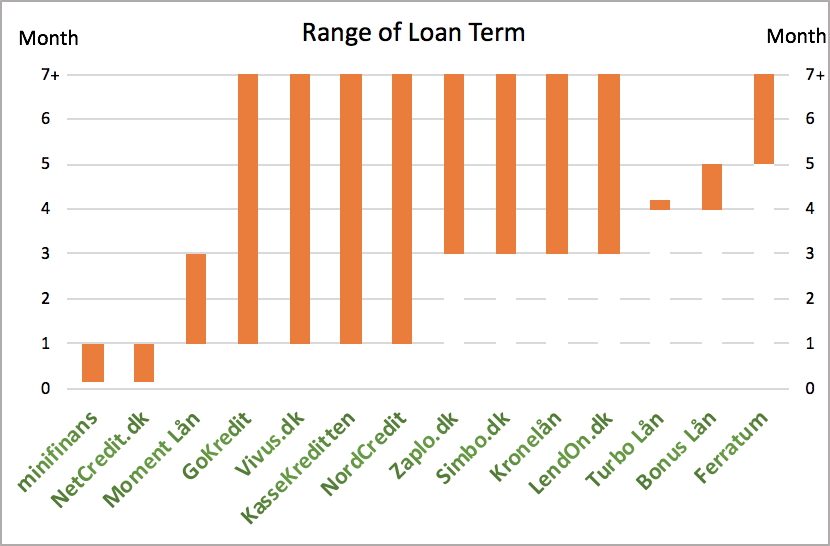 Range of Loan Term
Month
Month
7+
7+
6
6
5
5
4
4
3
3
2
2
1
1
0
0
minifinans
NetCredit.dk
Moment Lån
GoKredit
Vivus.dk
KasseKreditten
NordCredit
Zaplo.dk
Simbo.dk
Kronelån
LendOn.dk
Turbo Lån
Bonus Lån
Ferratum